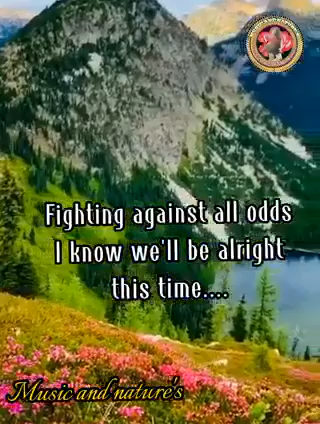 Fighting against all odds
I know we'll be alright
this time....
Music and nature's